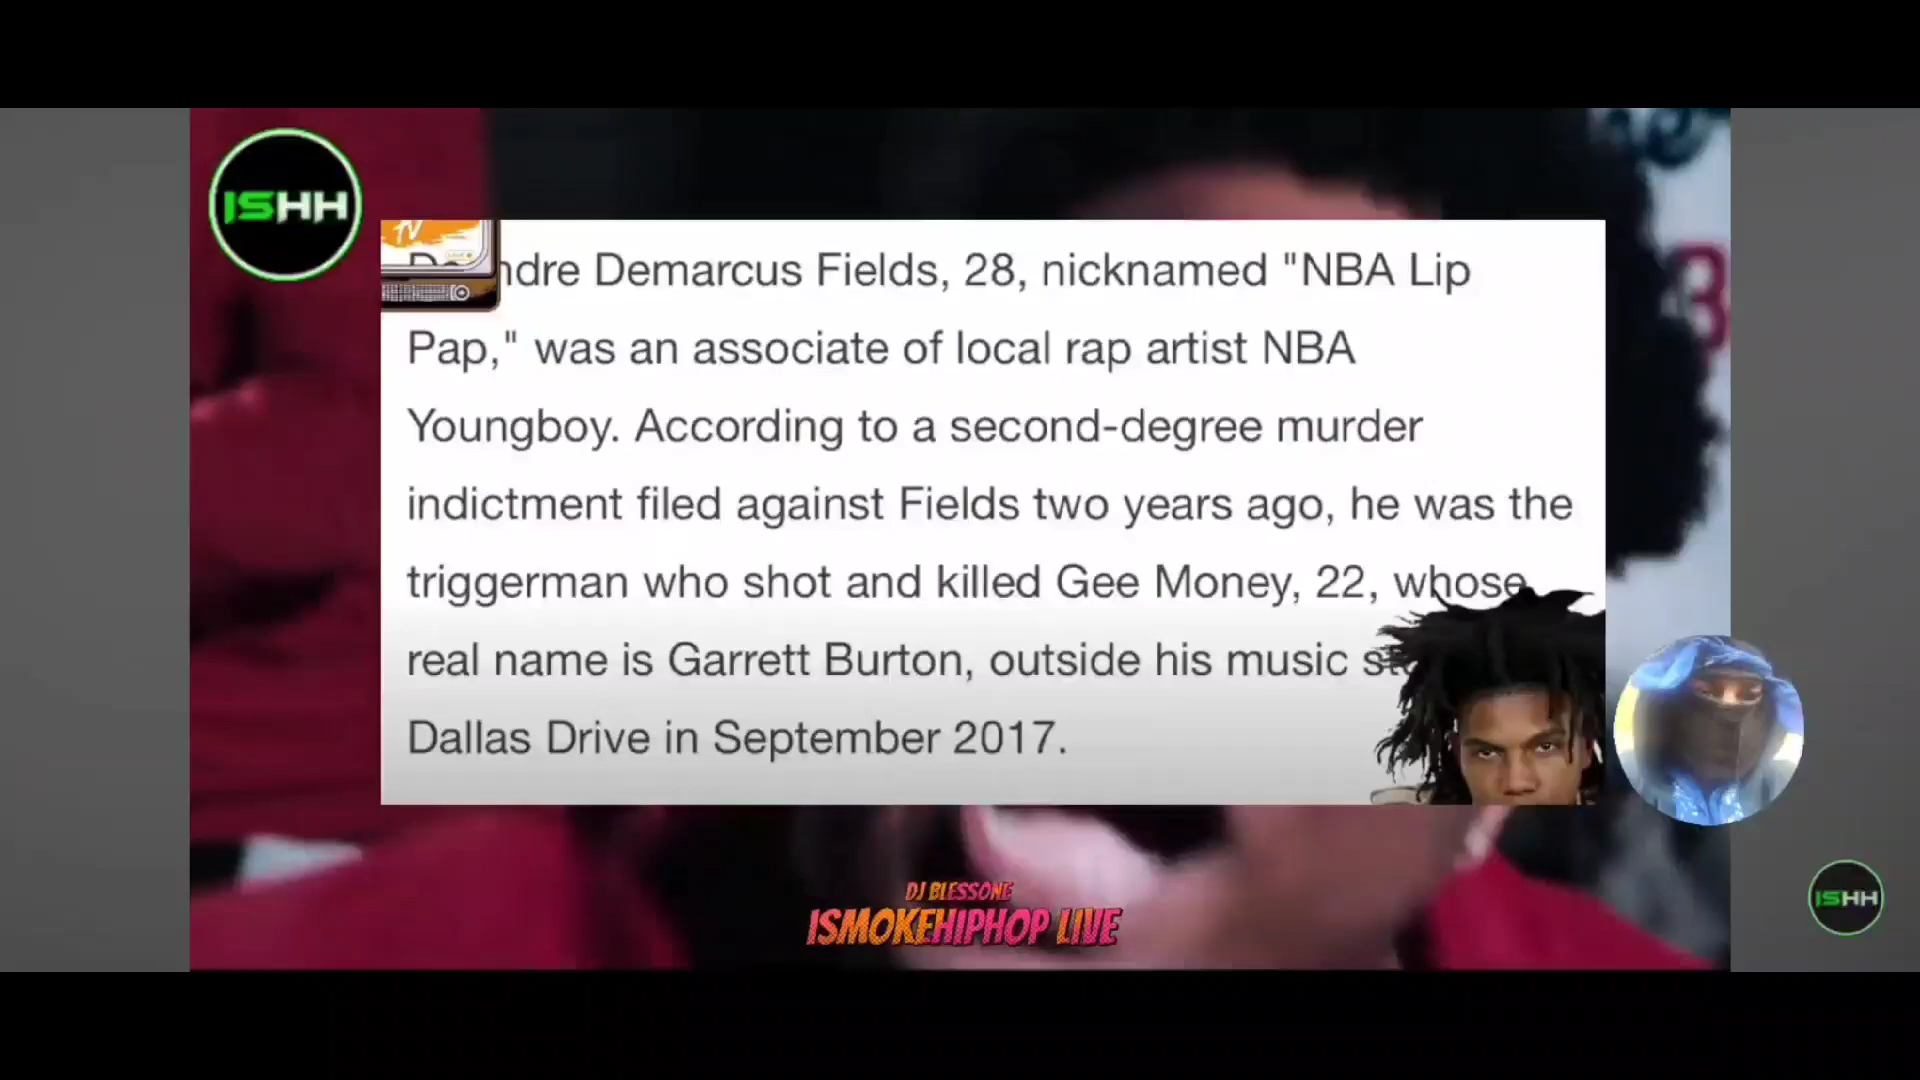 ISHH
TV
ndre Demarcus Fields, 28, nicknamed "NBA Lip
Pap," was an associate of local rap artist NBA
Youngboy. According to a second-degree murder
indictment filed against Fields two years ago, he was the
triggerman who shot and killed Gee Money, 22, whose
real name is Garrett Burton, outside his music
Dallas Drive in September 2017.
DJ BLESSONE
ISMOKEHIPHOP LIVE
ISHH